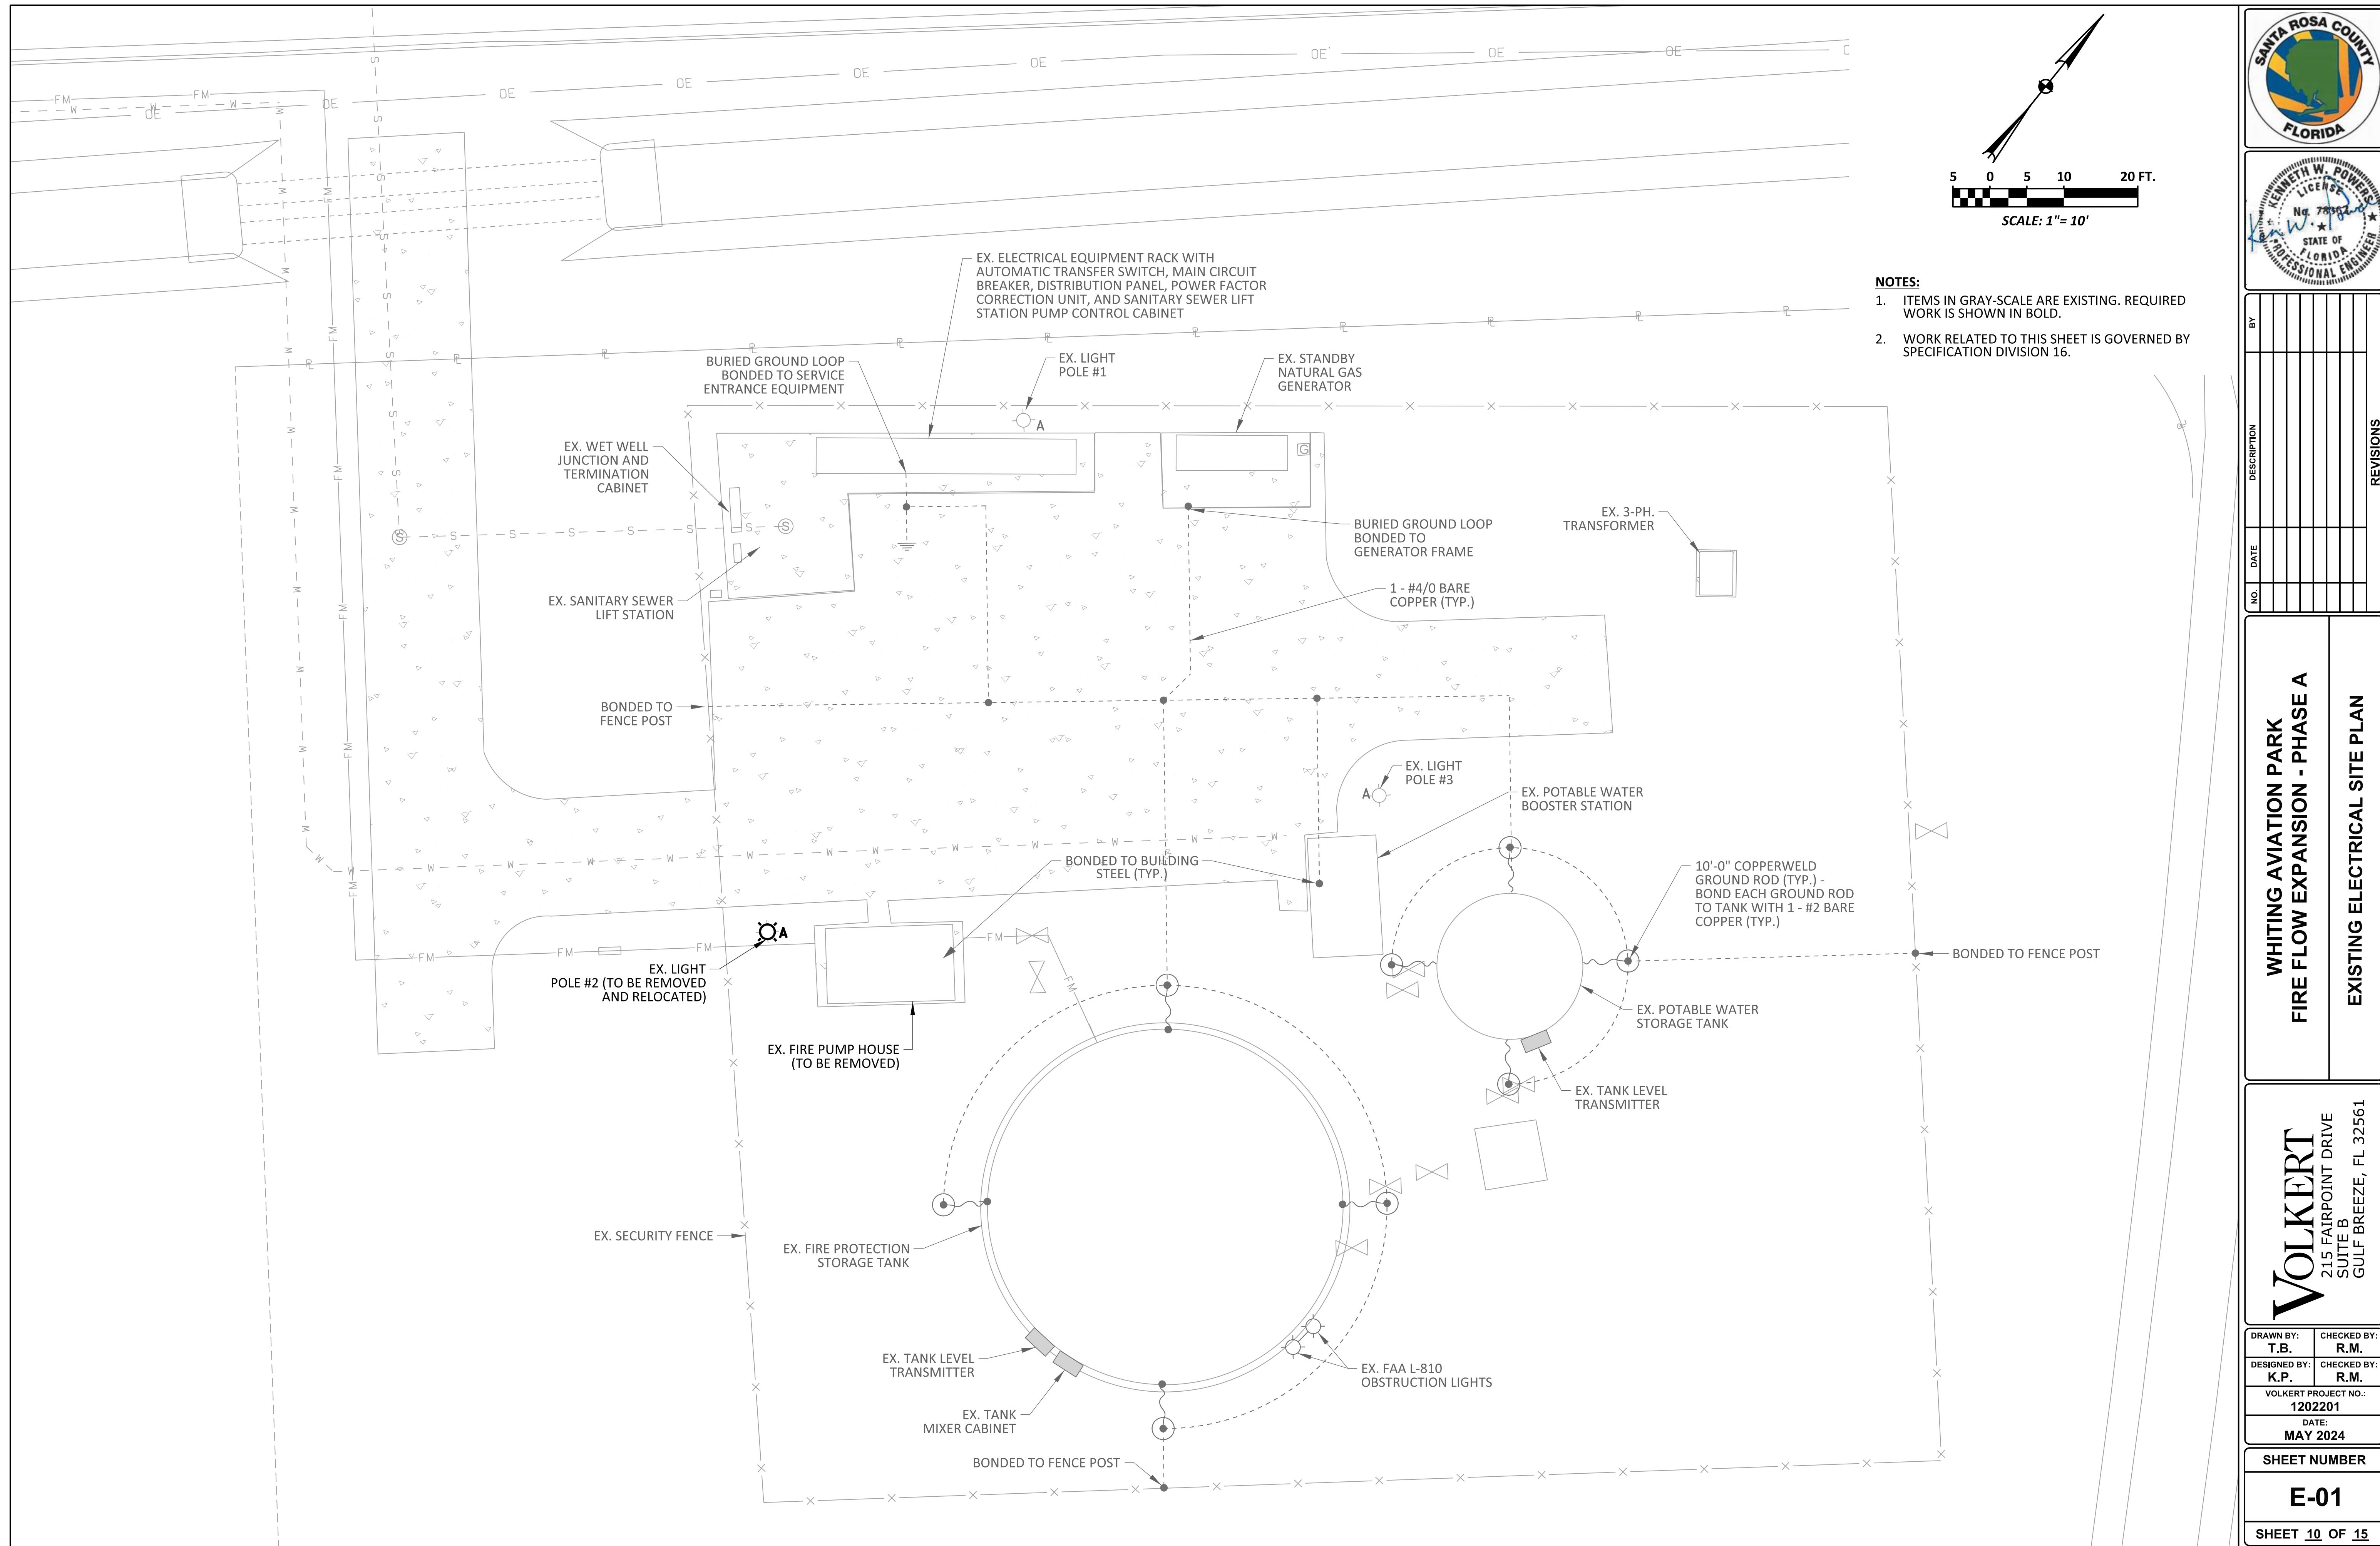 5 0 5 10 20 FT.
SCALE: 1"= 10'
NOTES:
1. ITEMS IN GRAY-SCALE ARE EXISTING. REQUIRED
WORK IS SHOWN IN BOLD.
2. WORK RELATED TO THIS SHEET IS GOVERNED BY
SPECIFICATION DIVISION 16.
EX. ELECTRICAL EQUIPMENT RACK WITH
AUTOMATIC TRANSFER SWITCH, MAIN CIRCUIT
BREAKER, DISTRIBUTION PANEL, POWER FACTOR
CORRECTION UNIT, AND SANITARY SEWER LIFT
STATION PUMP CONTROL CABINET
BURIED GROUND LOOP
BONDED TO SERVICE
ENTRANCE EQUIPMENT
EX. LIGHT
POLE #1
A
EX. STANDBY
NATURAL GAS
GENERATOR
G
EX. WET WELL
JUNCTION AND
TERMINATION
CABINET
BURIED GROUND LOOP
BONDED TO
GENERATOR FRAME
EX. 3-PH.
TRANSFORMER
EX. SANITARY SEWER
LIFT STATION
1 - #4/0 BARE
COPPER (TYP.)
BONDED TO
FENCE POST
EX. LIGHT
POLE #3
A
EX. POTABLE WATER
BOOSTER STATION
BONDED TO BUILDING
STEEL (TYP.)
10'-0" COPPERWELD
GROUND ROD (TYP.) -
BOND EACH GROUND ROD
TO TANK WITH 1 - #2 BARE
COPPER (TYP.)
A
EX. LIGHT
POLE #2 (TO BE REMOVED
AND RELOCATED)
BONDED TO FENCE POST
EX. POTABLE WATER
STORAGE TANK
EX. FIRE PUMP HOUSE
(TO BE REMOVED)
EX. TANK LEVEL
TRANSMITTER
EX. SECURITY FENCE
EX. FIRE PROTECTION
STORAGE TANK
EX. TANK LEVEL
TRANSMITTER
EX. FAA L-810
OBSTRUCTION LIGHTS
EX. TANK
MIXER CABINET
BONDED TO FENCE POST
SANTA ROSA COUNTY
FLORIDA
KENNETH W. POWERS
LICENSE
No. 78367
STATE OF
FLORIDA
PROFESSIONAL ENGINEER
NO. DATE DESCRIPTION BY
REVISIONS
WHITING AVIATION PARK
FIRE FLOW EXPANSION - PHASE A
EXISTING ELECTRICAL SITE PLAN
VOLKERT
215 FAIRPOINT DRIVE
SUITE B
GULF BREEZE, FL 32561
DRAWN BY: CHECKED BY:
T.B. R.M.
DESIGNED BY: CHECKED BY:
K.P. R.M.
VOLKERT PROJECT NO.:
1202201
DATE:
MAY 2024
SHEET NUMBER
E-01
SHEET 10 OF 15